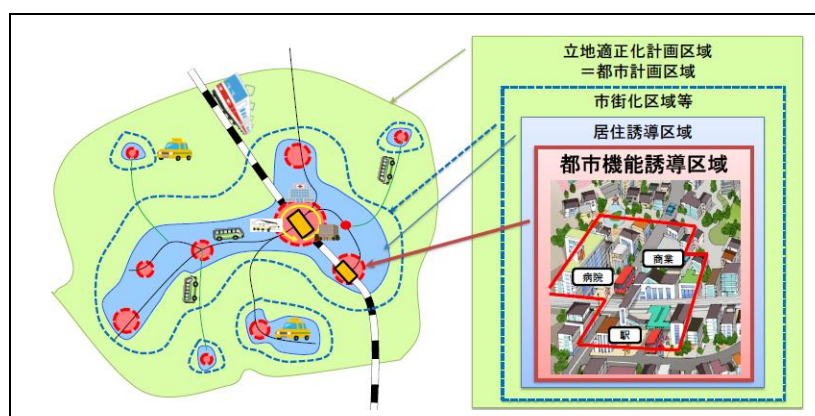 立地適正化計画区域
＝都市計画区域
市街化区域等
居住誘導区域
都市機能誘導区域
商業
病院
駅